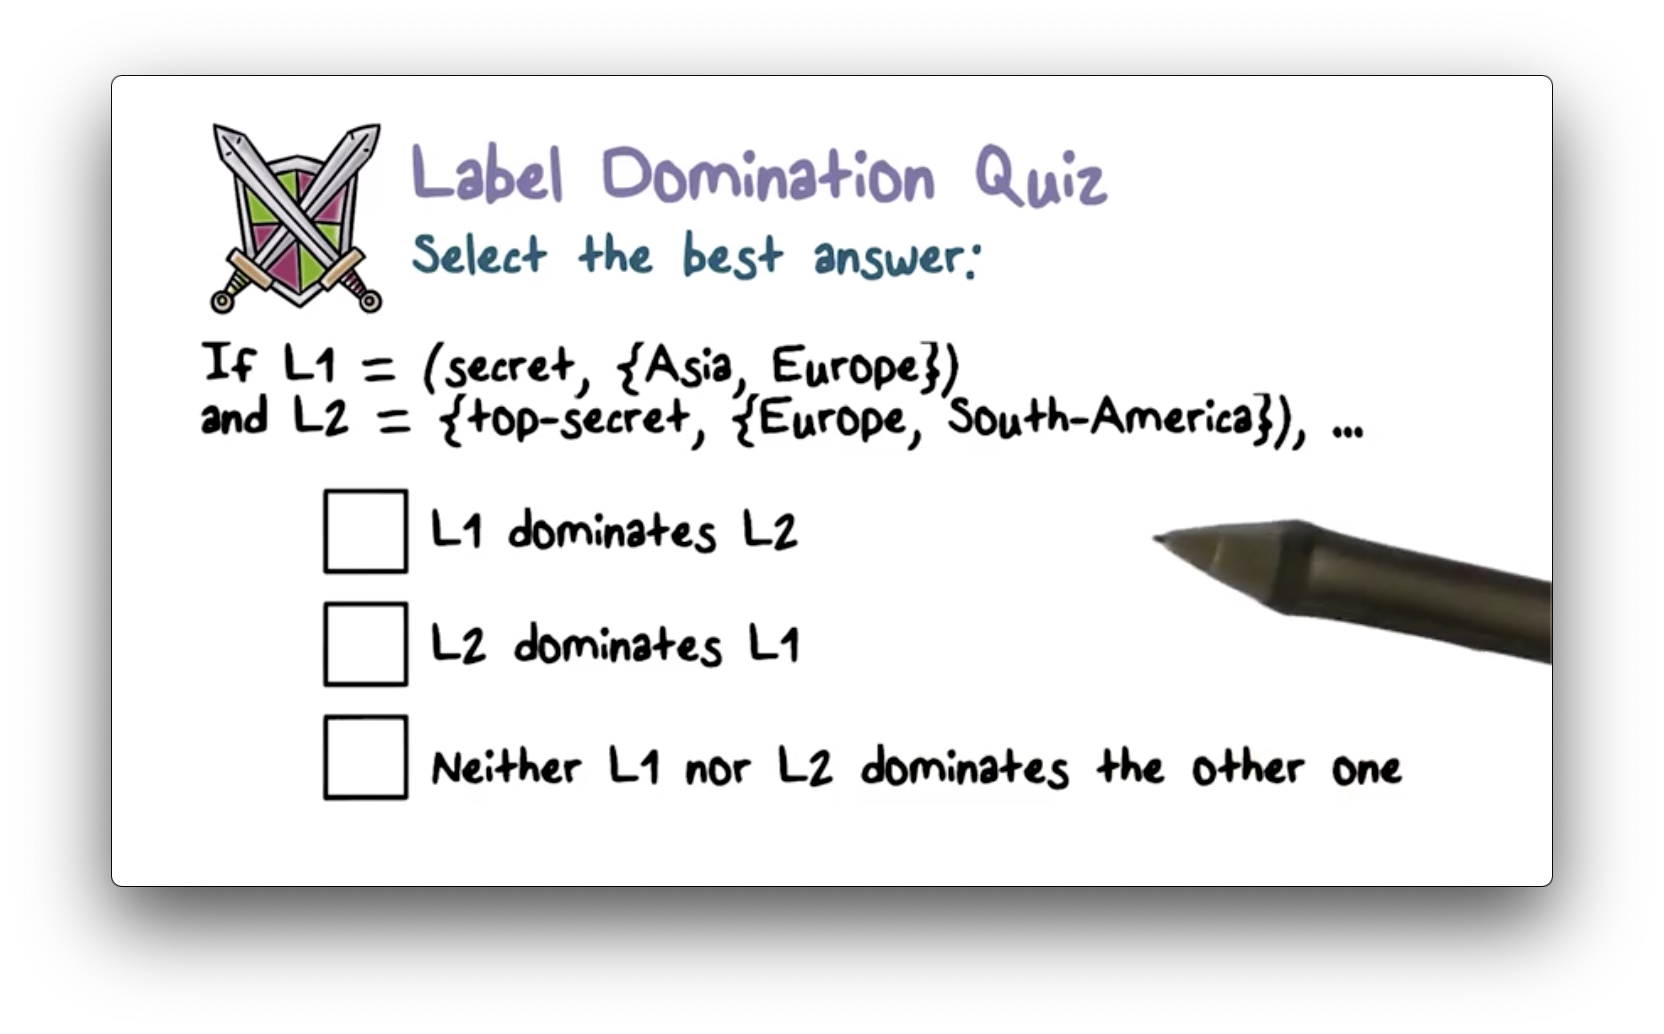 Label Domination Quiz
Select the best answer:
If L1 = (secret, {Asia, Europe})
and L2 = {top-secret, {Europe, South-America}), ...
L1 dominates L2
L2 dominates L1
Neither L1 nor L2 dominates the other one